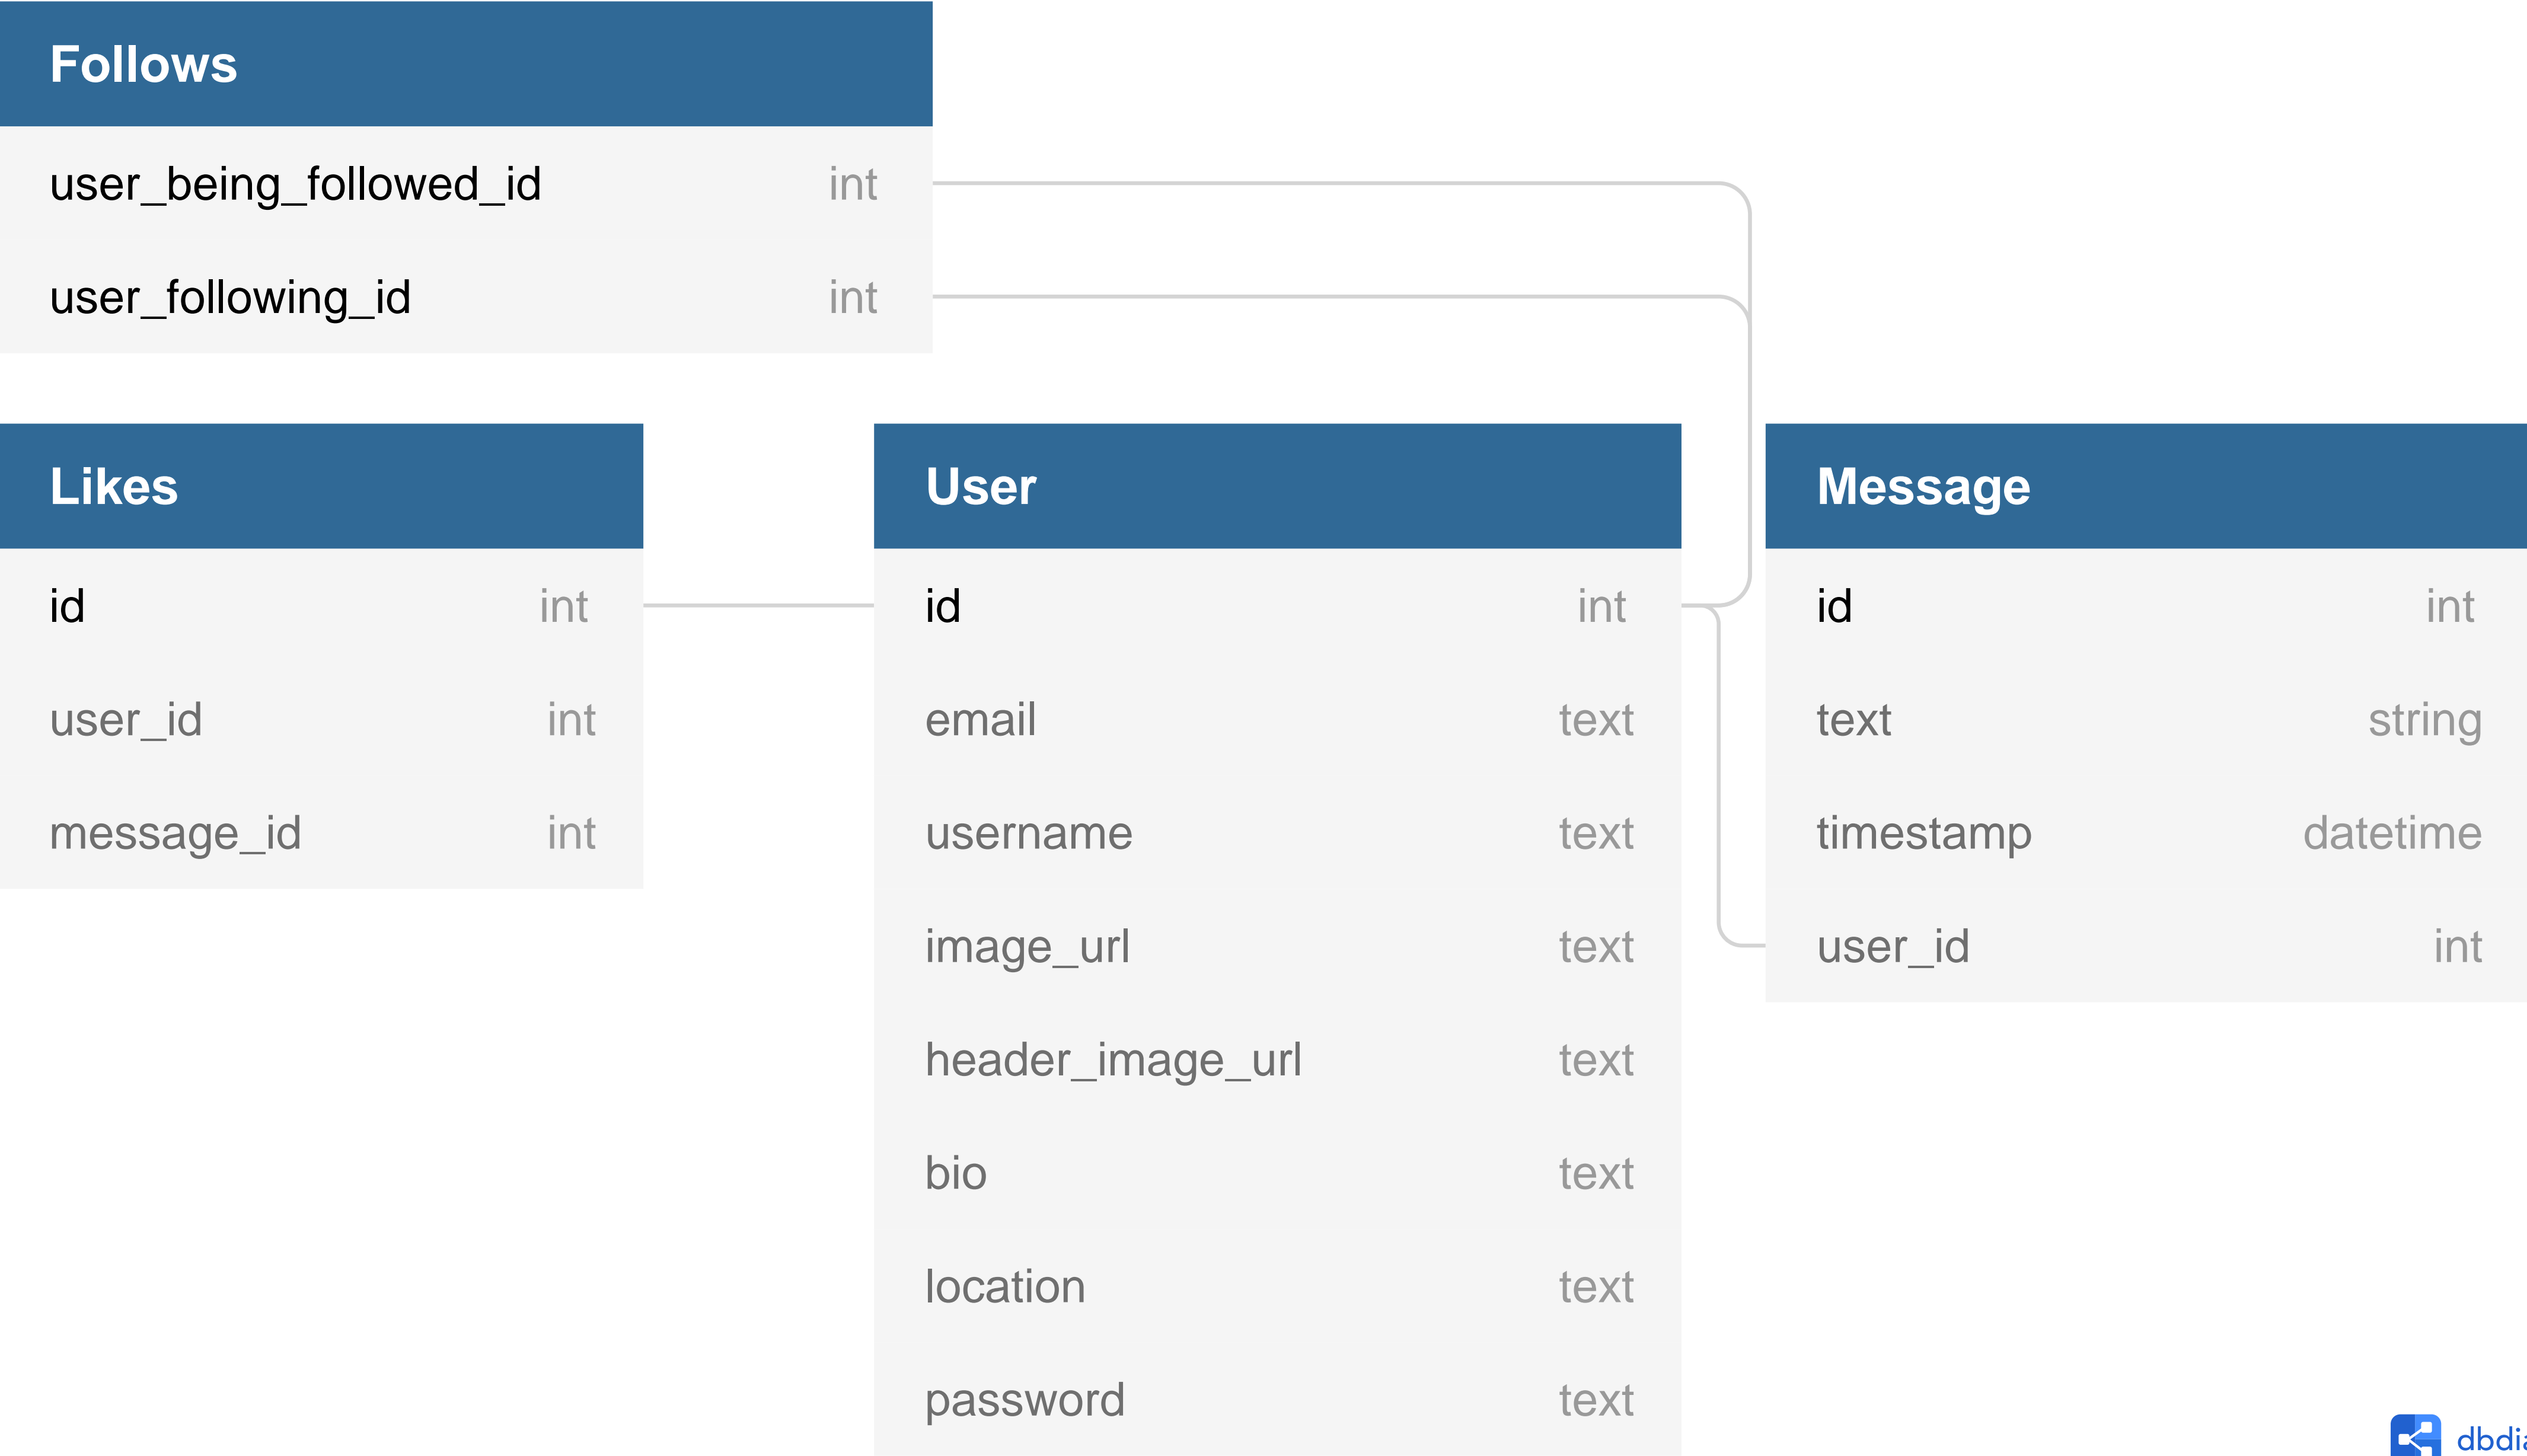 Follows
user_being_followed_id int
user_following_id int
Likes
id int
user_id int
message_id int
User
id int
email text
username text
image_url text
header_image_url text
bio text
location text
password text
Message
id int
text string
timestamp datetime
user_id int